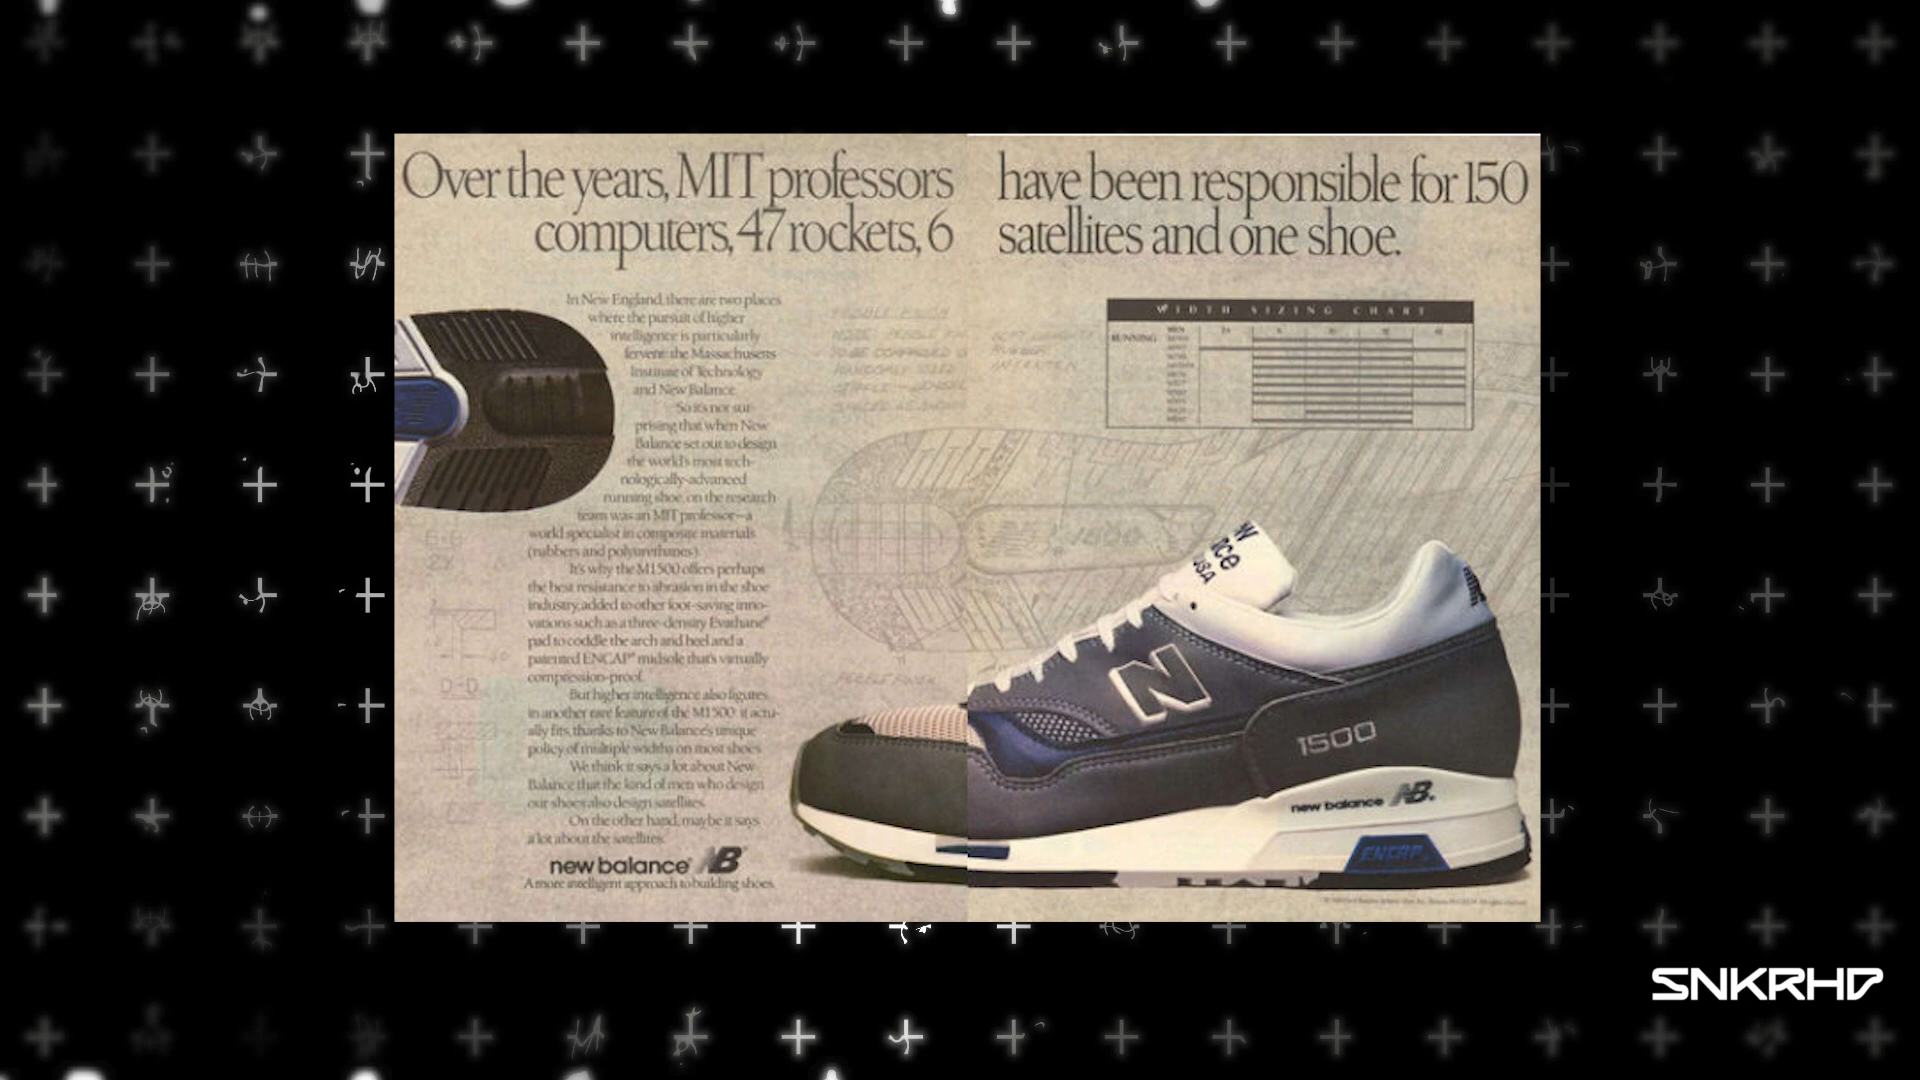 Over the years, MIT professors have been responsible for 150
computers, 47 rockets, 6 satellites and one shoe.
In New England, there are two places
where the pursuit of higher
intelligence is particularly
fervent: the Massachusetts
Institute of Technology
and New Balance.
So it's not sur-
prising that when New
Balance set out to design
the world's most tech-
nologically-advanced
running shoe, on the research
team was an MIT professor—a
world specialist in composite materials
(rubbers and polyurethanes).
It's why the M1500 offers perhaps
the best resistance to abrasion in the shoe
industry, added to other foot-saving inno-
vations such as a three-density Evathane®
pad to coddle the arch and heel and a
patented ENCAP® midsole that's virtually
compression-proof.
But higher intelligence also figures
in another rare feature of the M1500: it actu-
ally fits, thanks to New Balance's unique
policy of multiple widths on most shoes.
We think it says a lot about New
Balance that the kind of men who design
our shoes also design satellites.
On the other hand, maybe it says
a lot about the satellites.
new balance NB
A more intelligent approach to building shoes.
WIDTH SIZING CHART
RUNNING MEN
PEBBLE FINISH
D-D
1500
N
1500
new balance NB
ENCAP
SNKRHD